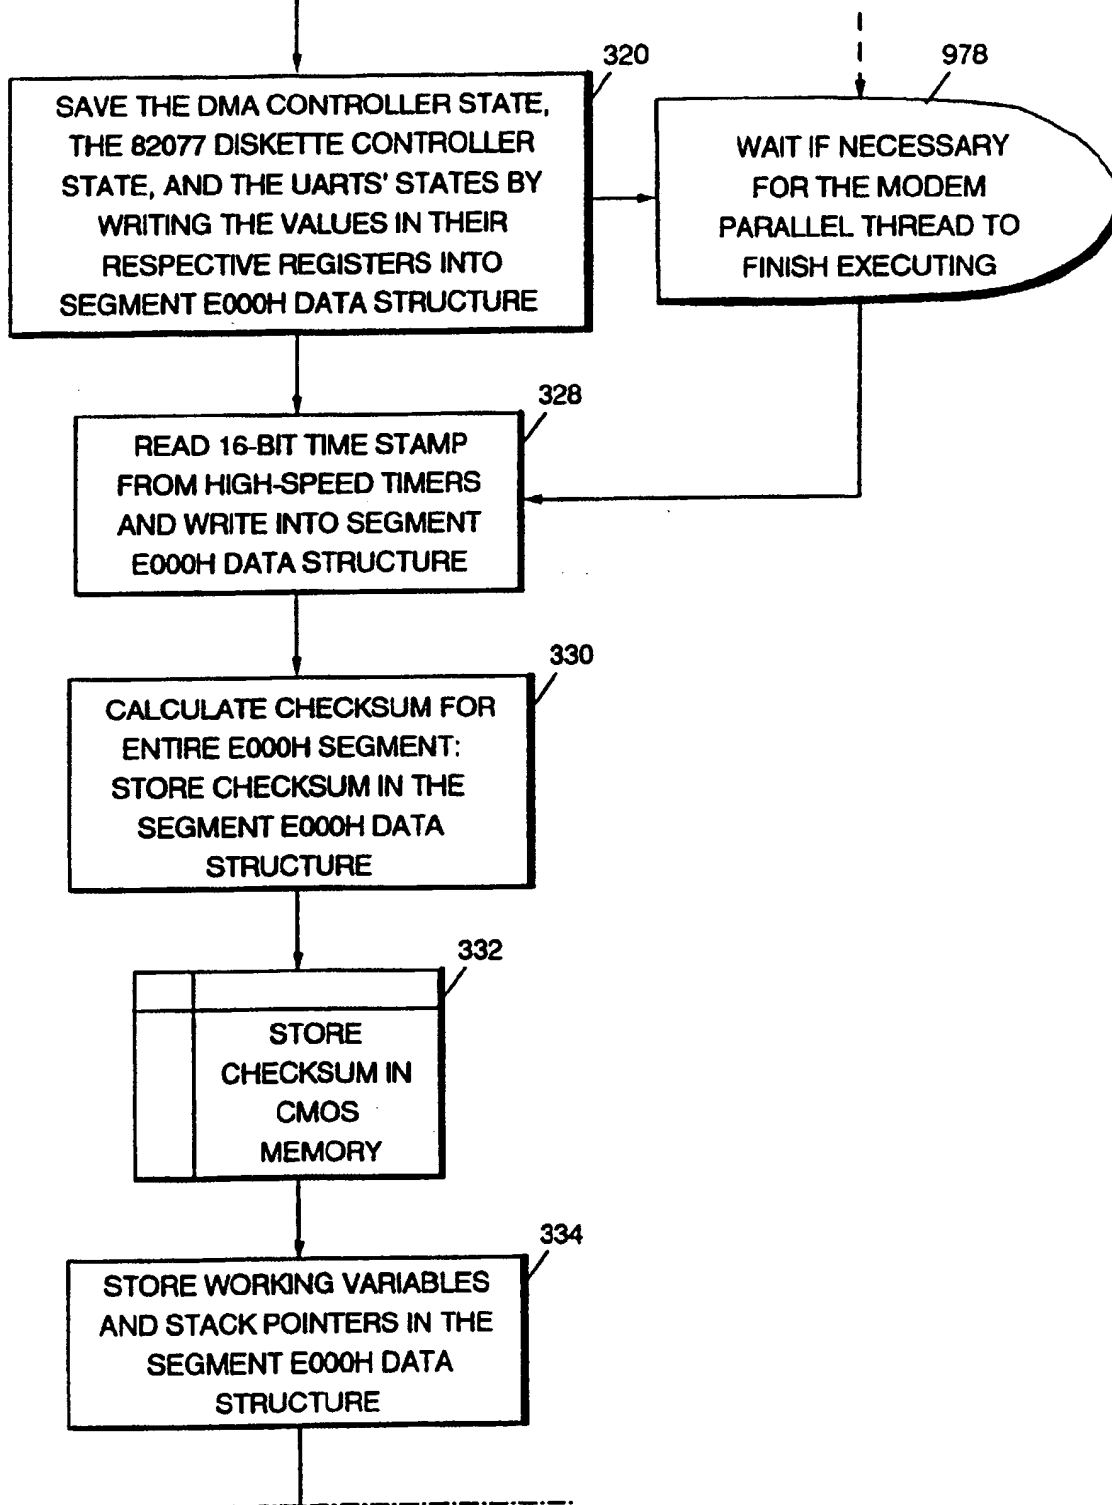 320
SAVE THE DMA CONTROLLER STATE,
THE 82077 DISKETTE CONTROLLER
STATE, AND THE UARTS' STATES BY
WRITING THE VALUES IN THEIR
RESPECTIVE REGISTERS INTO
SEGMENT E000H DATA STRUCTURE
978
WAIT IF NECESSARY
FOR THE MODEM
PARALLEL THREAD TO
FINISH EXECUTING
328
READ 16-BIT TIME STAMP
FROM HIGH-SPEED TIMERS
AND WRITE INTO SEGMENT
E000H DATA STRUCTURE
330
CALCULATE CHECKSUM FOR
ENTIRE E000H SEGMENT:
STORE CHECKSUM IN THE
SEGMENT E000H DATA
STRUCTURE
332
STORE
CHECKSUM IN
CMOS
MEMORY
334
STORE WORKING VARIABLES
AND STACK POINTERS IN THE
SEGMENT E000H DATA
STRUCTURE